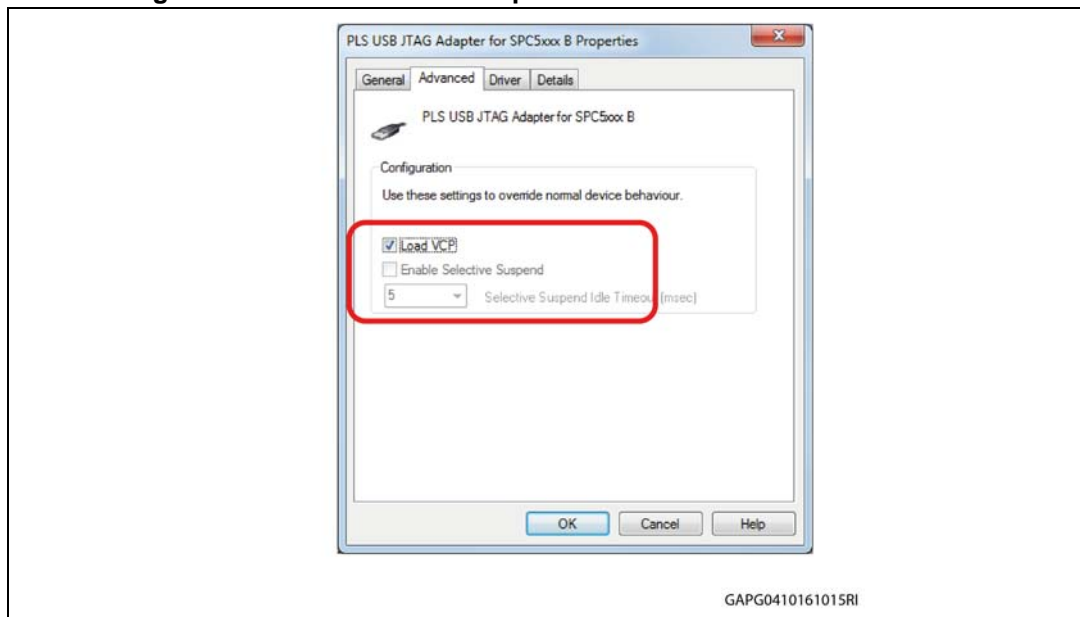 PLS USB JTAG Adapter for SPC5xxx B Properties
General Advanced Driver Details
PLS USB JTAG Adapter for SPC5xxx B
Configuration
Use these settings to override normal device behaviour.
Load VCP
Enable Selective Suspend
5 Selective Suspend Idle Timeout (msec)
OK Cancel Help
GAPG0410161015RI